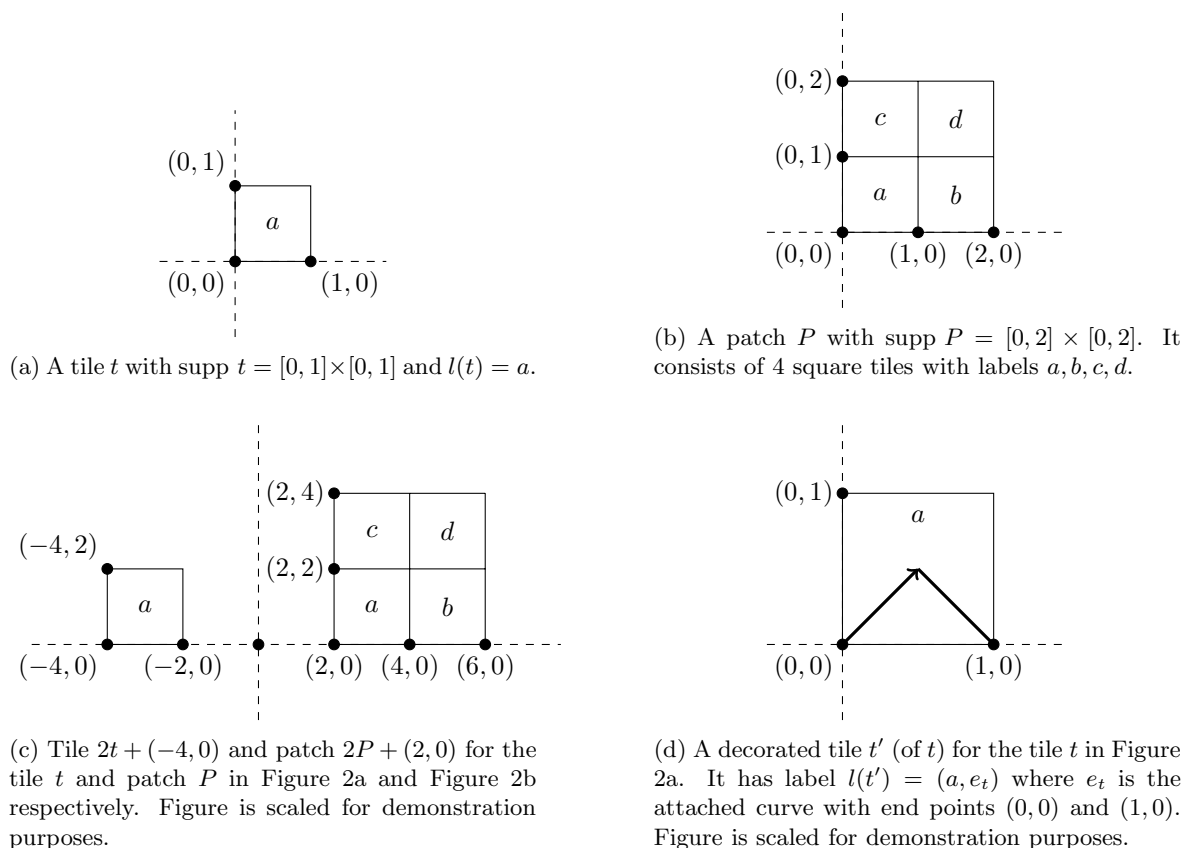 (0, 1)
a
(0, 0)
(1, 0)
(a) A tile t with supp t = [0, 1]×[0, 1] and l(t) = a.
(0, 2)
c
d
(0, 1)
a
b
(0, 0)
(1, 0)
(2, 0)
(b) A patch P with supp P = [0, 2] × [0, 2]. It
consists of 4 square tiles with labels a, b, c, d.
(−4, 2)
a
(−4, 0)
(−2, 0)
(2, 4)
c
d
(2, 2)
a
b
(2, 0)
(4, 0)
(6, 0)
(c) Tile 2t + (−4, 0) and patch 2P + (2, 0) for the
tile t and patch P in Figure 2a and Figure 2b
respectively. Figure is scaled for demonstration
purposes.
(0, 1)
a
(0, 0)
(1, 0)
(d) A decorated tile t′ (of t) for the tile t in Figure
2a. It has label l(t′) = (a, eₜ) where eₜ is the
attached curve with end points (0, 0) and (1, 0).
Figure is scaled for demonstration purposes.